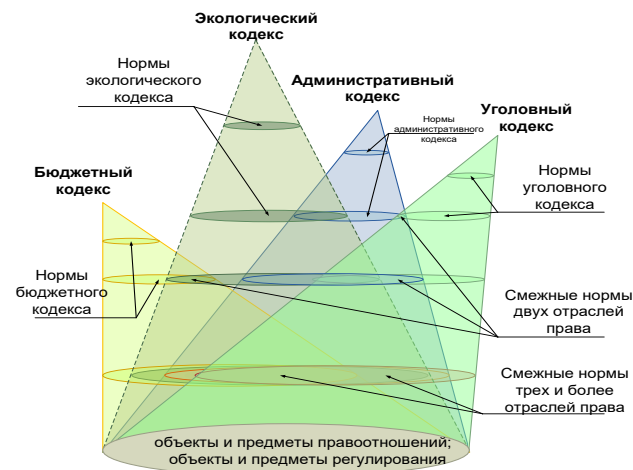 Экологический
кодекс
Нормы
экологического
кодекса
Административный
кодекс
Нормы
административного
кодекса
Уголовный
кодекс
Бюджетный
кодекс
Нормы
уголовного
кодекса
Нормы
бюджетного
кодекса
Смежные нормы
двух отраслей
права
Смежные нормы
трех и более
отраслей права
объекты и предметы правоотношений;
объекты и предметы регулирования